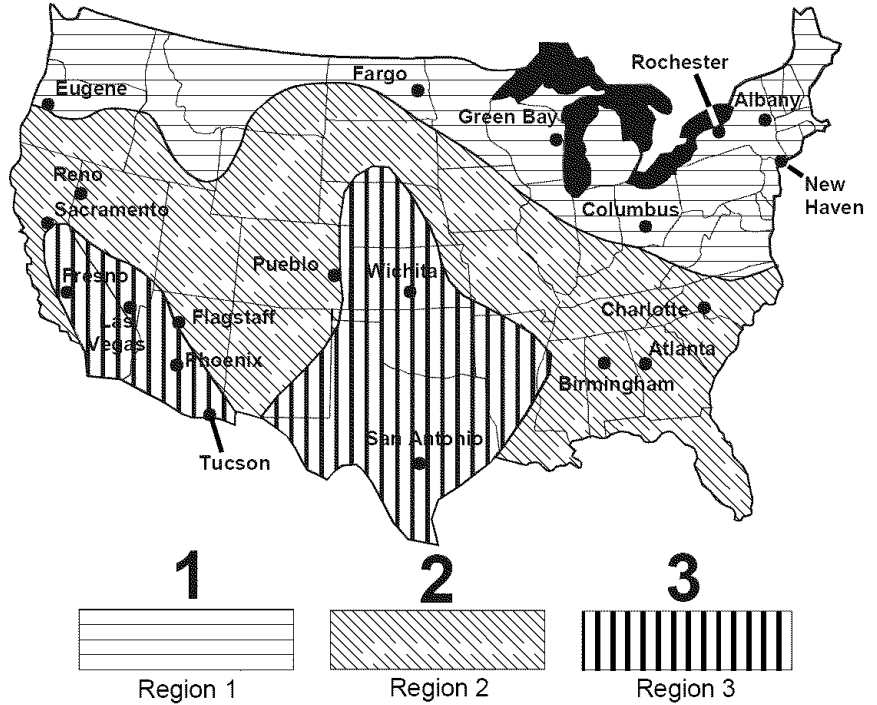 Rochester
Fargo
Eugene
Albany
Green Bay
Reno
New
Haven
Sacramento
Columbus
Pueblo
Wichita
Fresno
Las
Vegas
Flagstaff
Charlotte
Phoenix
Atlanta
Birmingham
San Antonio
Tucson
1
2
3
Region 1
Region 2
Region 3